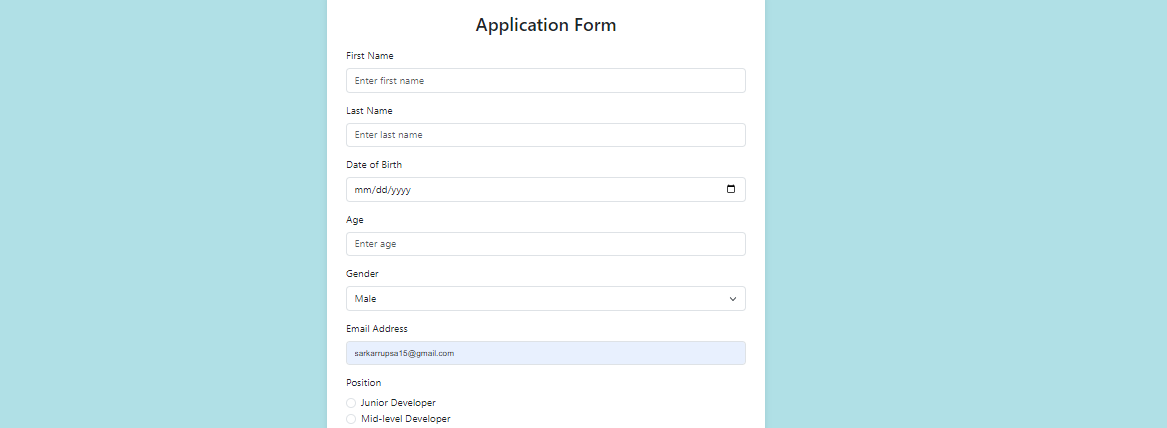 Application Form
First Name
Enter first name
Last Name
Enter last name
Date of Birth
mm/dd/yyyy
Age
Enter age
Gender
Male
Email Address
sarkarrupsa15@gmail.com
Position
Junior Developer
Mid-level Developer